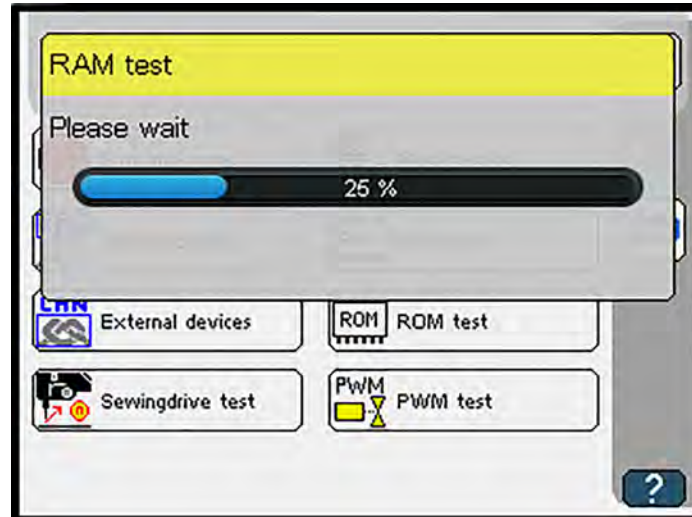 RAM test
Please wait
25 %
CAN
External devices
ROM
ROM test
Sewingdrive test
PWM
PWM test
?